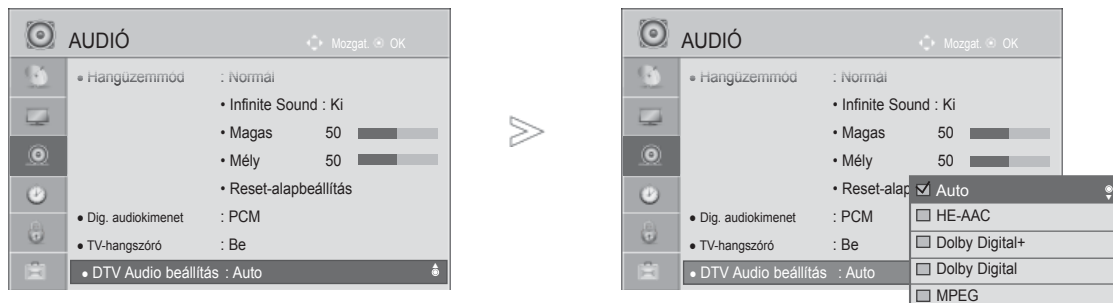 AUDIÓ
Mozgat. OK
• Hangüzemmód : Normál
• Infinite Sound : Ki
• Magas 50
• Mély 50
• Reset-alapbeállítás
• Dig. audiokimenet : PCM
• TV-hangszóró : Be
• DTV Audio beállítás : Auto
AUDIÓ
Mozgat. OK
• Hangüzemmód : Normál
• Infinite Sound : Ki
• Magas 50
• Mély 50
• Reset-alap
• Dig. audiokimenet : PCM
• TV-hangszóró : Be
• DTV Audio beállítás : Auto
Auto
HE-AAC
Dolby Digital+
Dolby Digital
MPEG